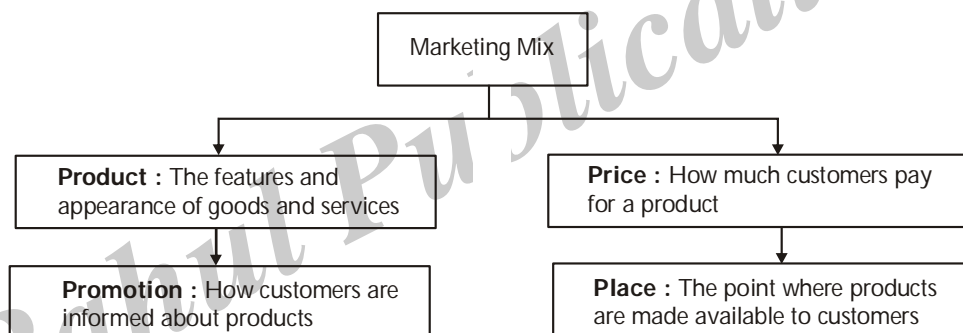 Marketing Mix
Product : The features and
appearance of goods and services
Price : How much customers pay
for a product
Promotion : How customers are
informed about products
Place : The point where products
are made available to customers